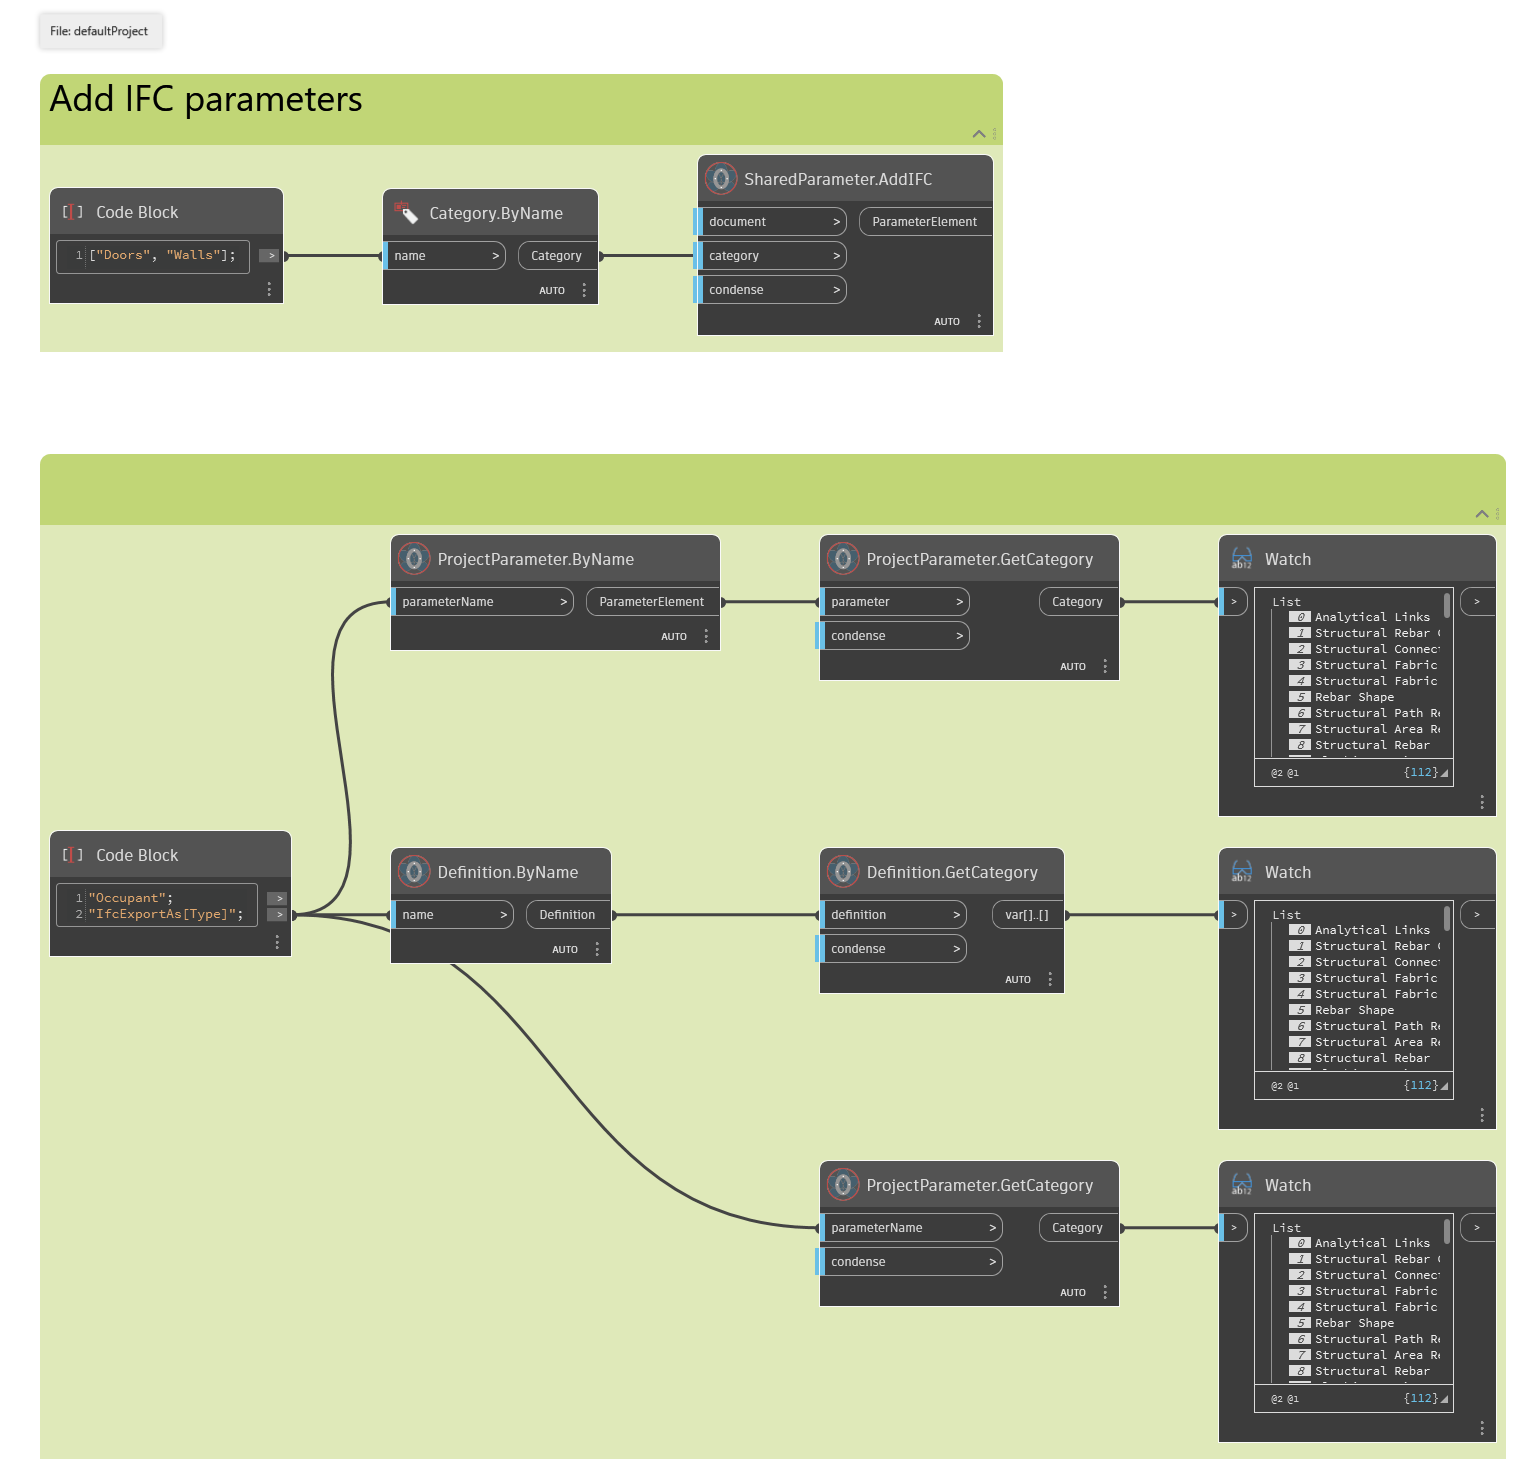 File: defaultProject
Add IFC parameters
Code Block
1 ["Doors", "Walls"];
>
Category.ByName
name >
Category
AUTO
SharedParameter.AddIFC
document >
ParameterElement
category >
condense >
AUTO
ProjectParameter.ByName
parameterName >
ParameterElement
AUTO
ProjectParameter.GetCategory
parameter >
Category
condense >
AUTO
Watch
>
List
>
0 Analytical Links
1 Structural Rebar
2 Structural Connec
3 Structural Fabric
4 Structural Fabric
5 Rebar Shape
6 Structural Path R
7 Structural Area R
8 Structural Rebar
@2 @1 {112}
Code Block
1 "Occupant"; >
2 "IfcExportAs[Type]"; >
Definition.ByName
name >
Definition
AUTO
Definition.GetCategory
definition >
var[]..[]
condense >
AUTO
Watch
>
List
>
0 Analytical Links
1 Structural Rebar
2 Structural Connec
3 Structural Fabric
4 Structural Fabric
5 Rebar Shape
6 Structural Path R
7 Structural Area R
8 Structural Rebar
@2 @1 {112}
ProjectParameter.GetCategory
parameterName >
Category
condense >
AUTO
Watch
>
List
>
0 Analytical Links
1 Structural Rebar
2 Structural Connec
3 Structural Fabric
4 Structural Fabric
5 Rebar Shape
6 Structural Path R
7 Structural Area R
8 Structural Rebar
@2 @1 {112}